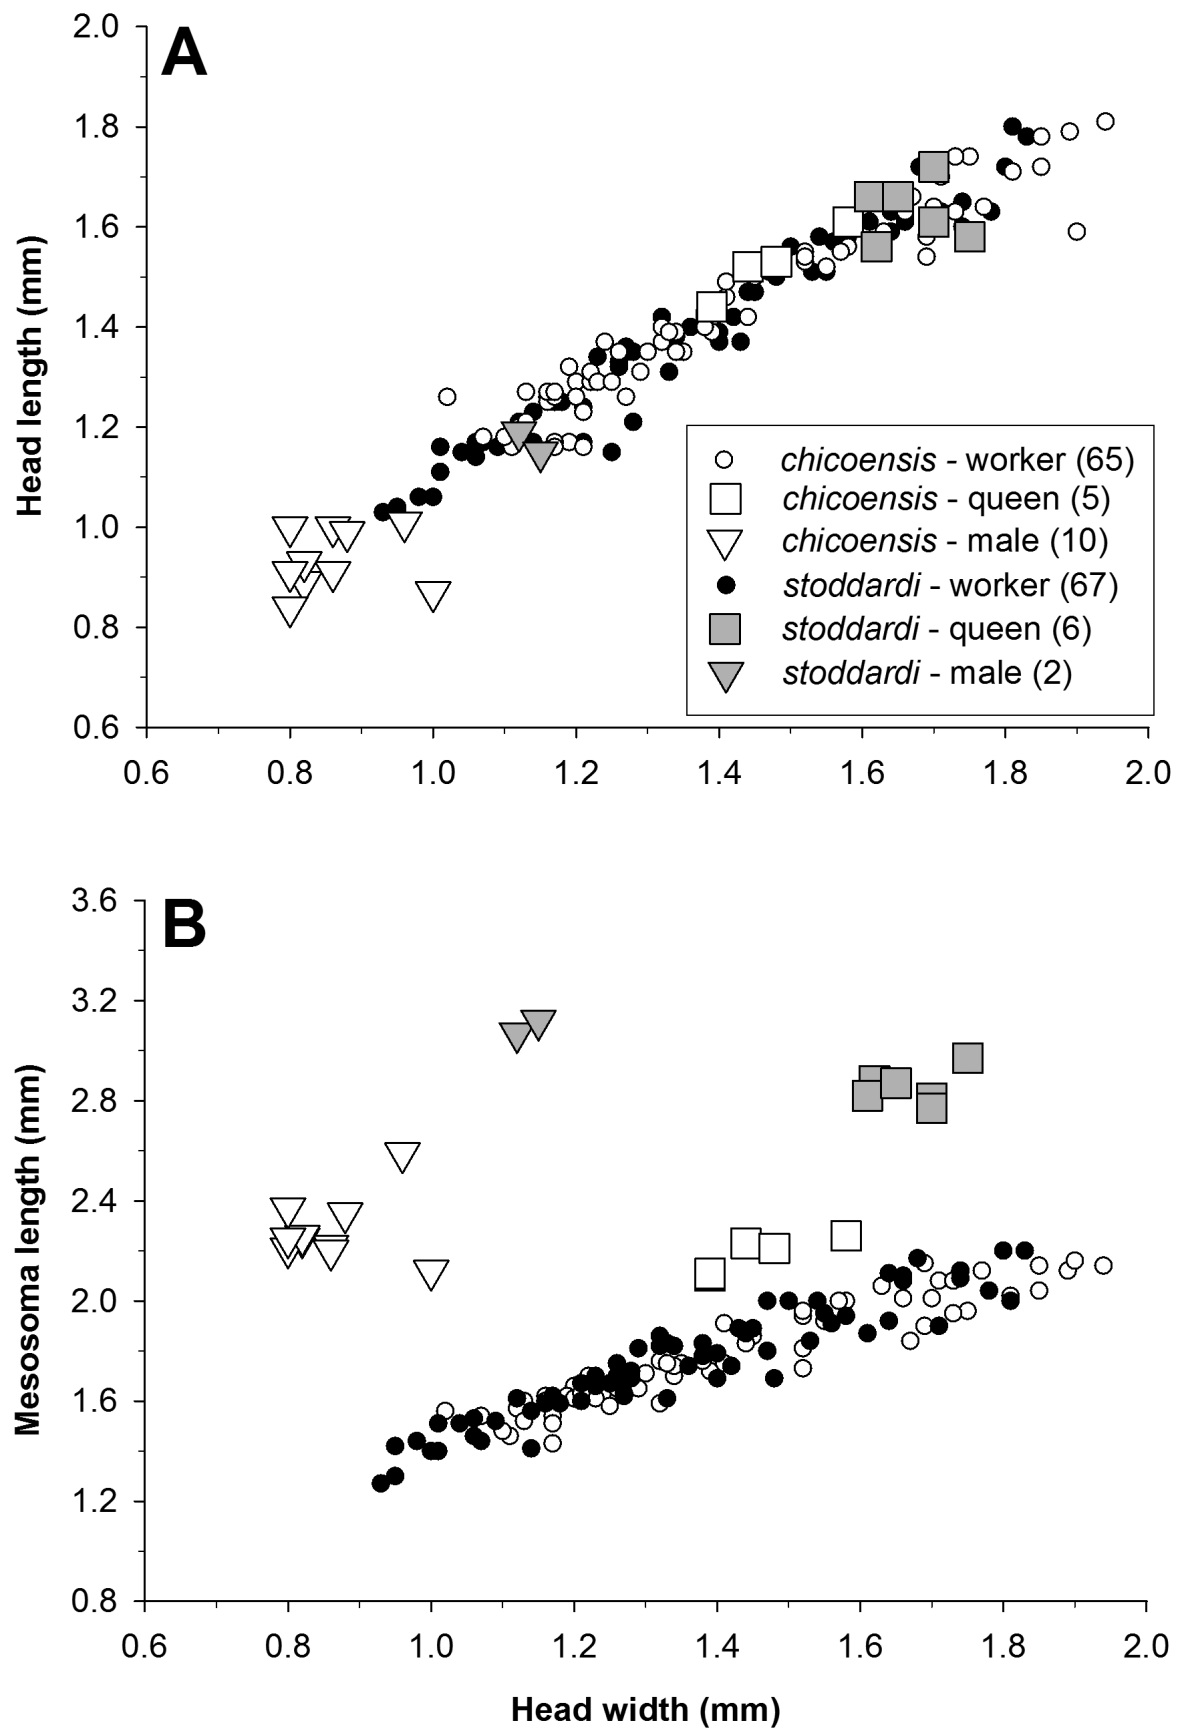 A
2.0
1.8
1.6
1.4
1.2
1.0
0.8
0.6
Head length (mm)
chicoensis - worker (65)
chicoensis - queen (5)
chicoensis - male (10)
stoddardi - worker (67)
stoddardi - queen (6)
stoddardi - male (2)
0.6 0.8 1.0 1.2 1.4 1.6 1.8 2.0
B
3.6
3.2
2.8
2.4
2.0
1.6
1.2
0.8
Mesosoma length (mm)
0.6 0.8 1.0 1.2 1.4 1.6 1.8 2.0
Head width (mm)